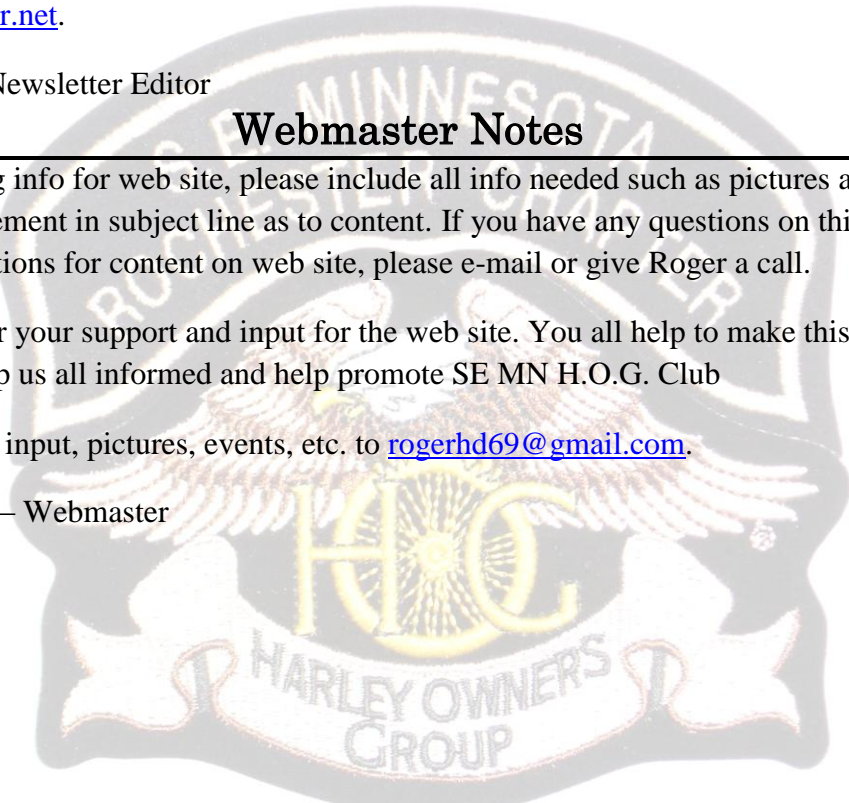 r.net.
Newsletter Editor
Webmaster Notes
g info for web site, please include all info needed such as pictures a
ement in subject line as to content. If you have any questions on thi
tions for content on web site, please e-mail or give Roger a call.
r your support and input for the web site. You all help to make this
p us all informed and help promote SE MN H.O.G. Club
input, pictures, events, etc. to rogerhd69@gmail.com.
– Webmaster
S.E. MINNESOTA
ROCHESTER CHAPTER
HOG
HARLEY OWNERS
GROUP